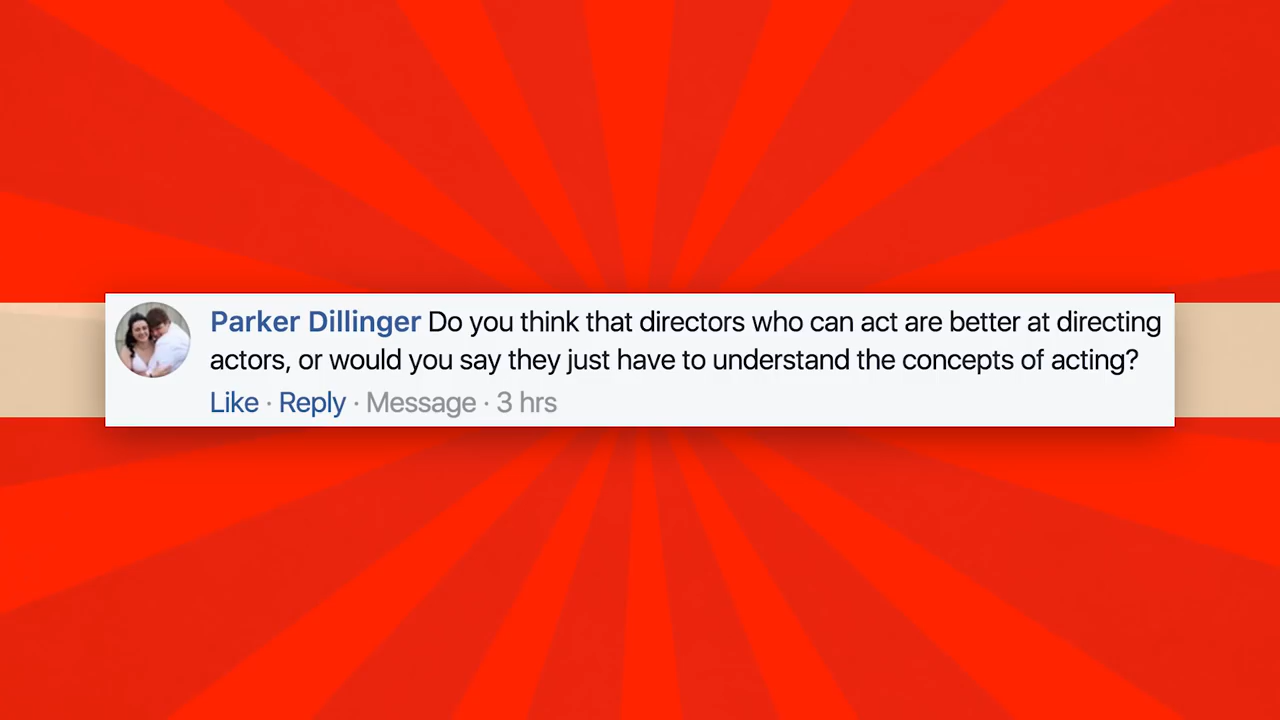 Parker Dillinger Do you think that directors who can act are better at directing
actors, or would you say they just have to understand the concepts of acting?
Like · Reply · Message · 3 hrs